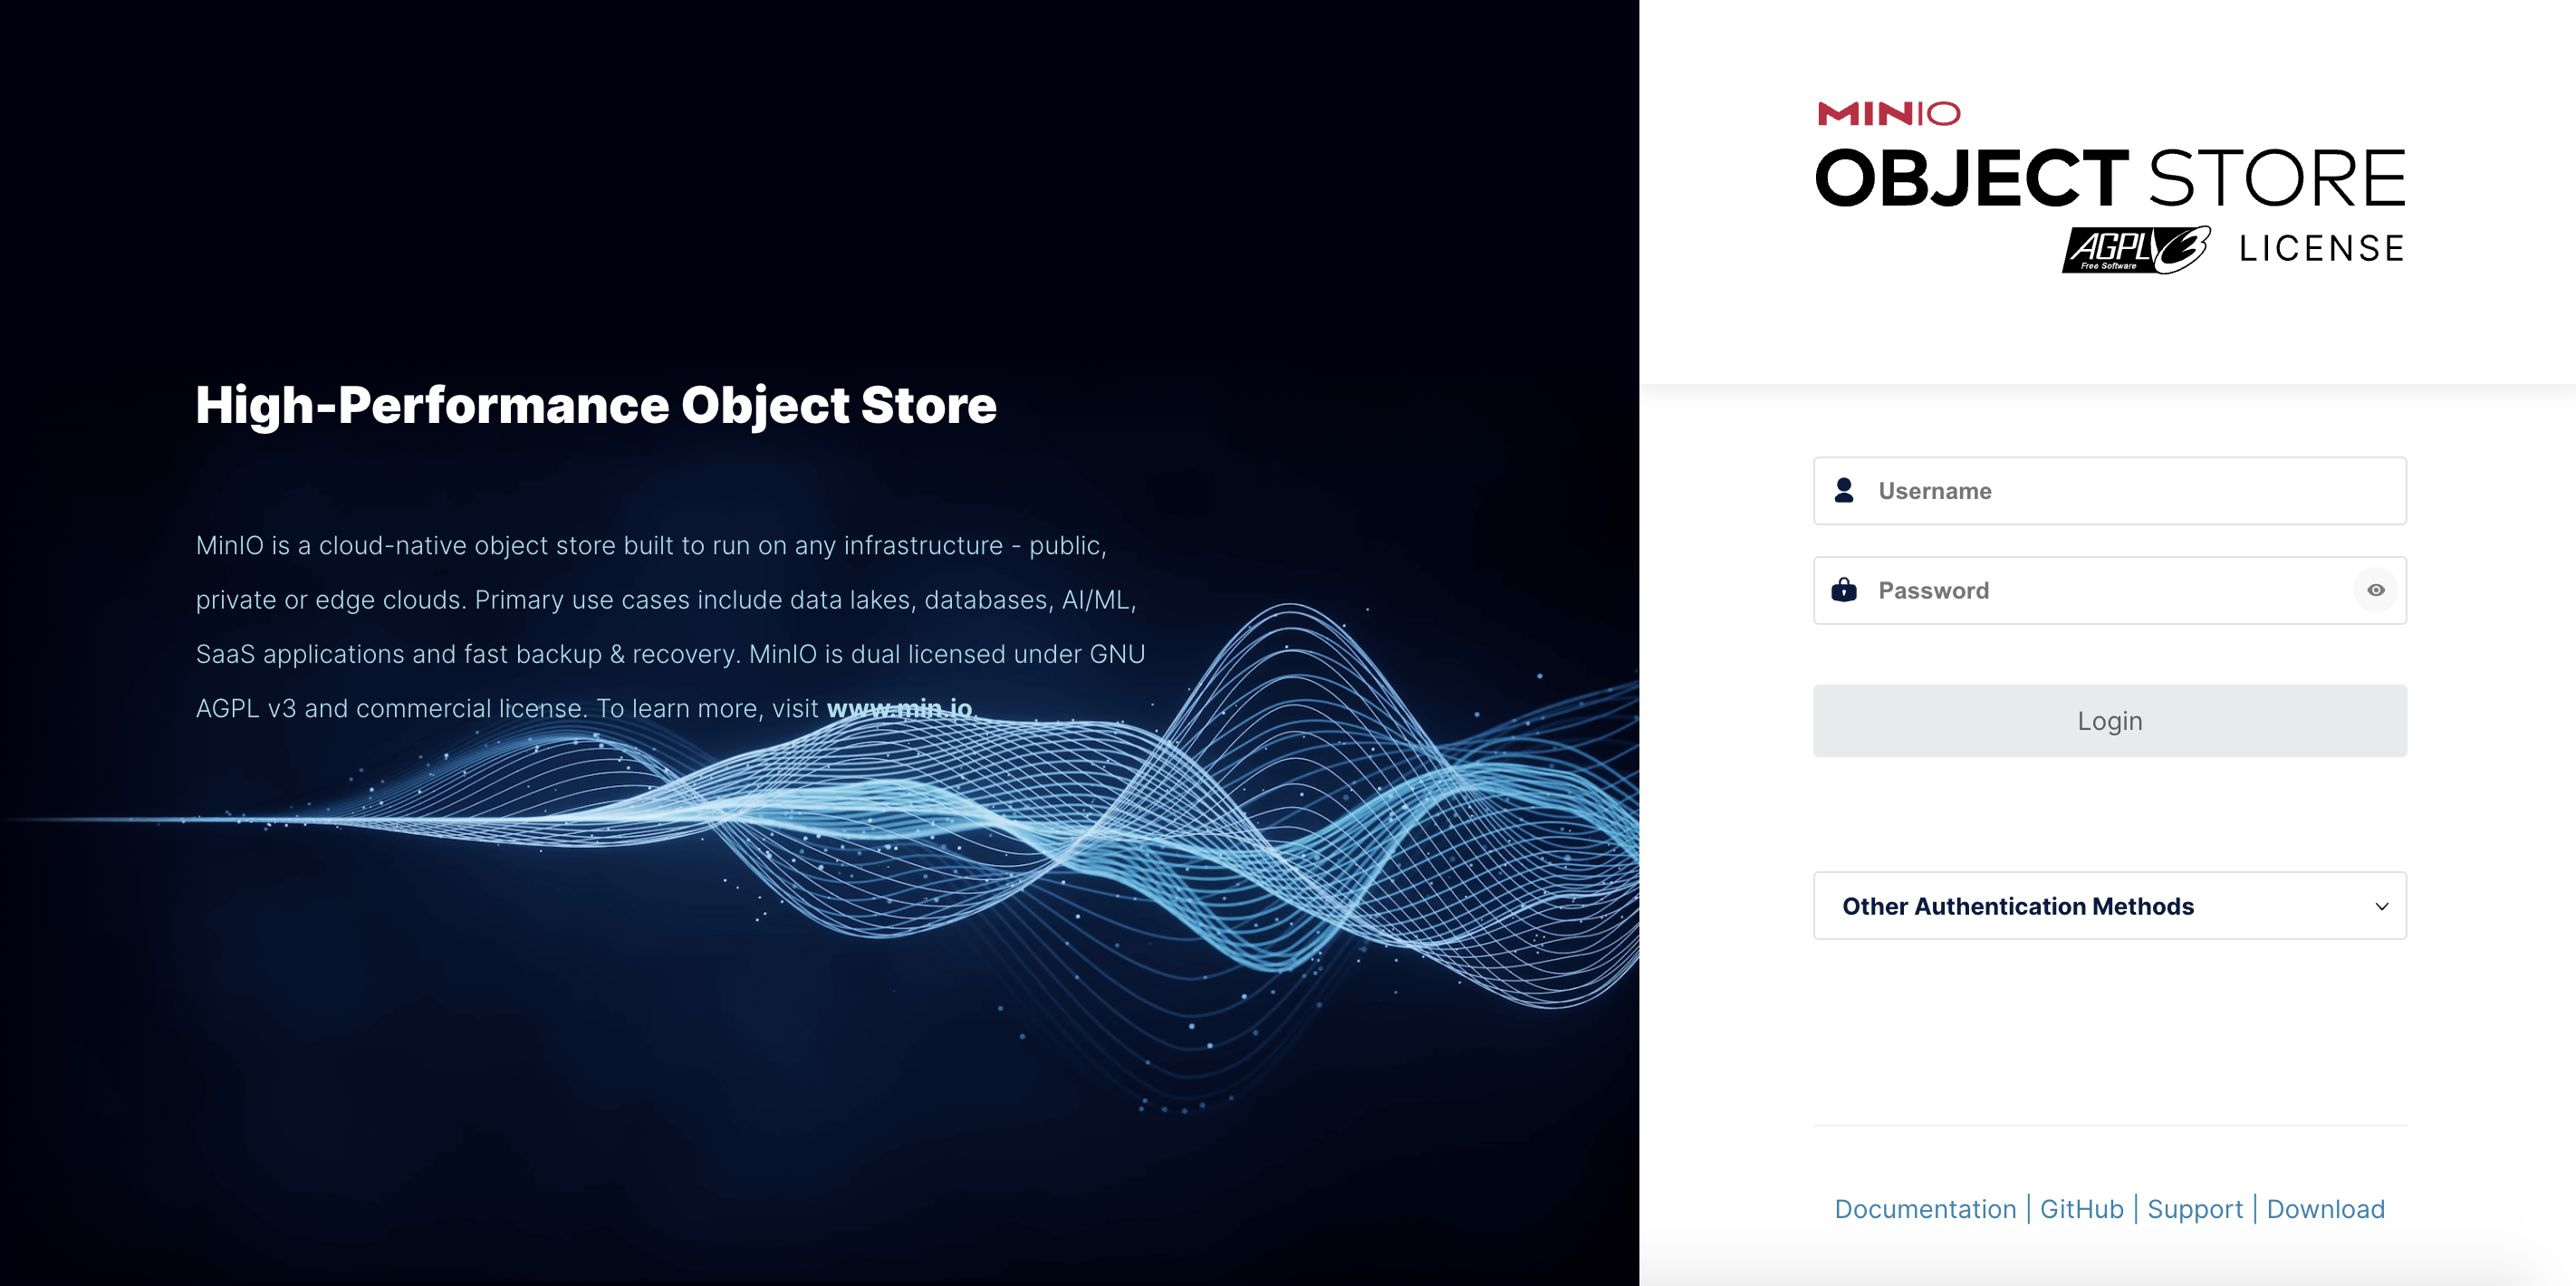 High-Performance Object Store
MinIO is a cloud-native object store built to run on any infrastructure - public,
private or edge clouds. Primary use cases include data lakes, databases, AI/ML,
SaaS applications and fast backup & recovery. MinIO is dual licensed under GNU
AGPL v3 and commercial license. To learn more, visit www.min.io.
MINIO
OBJECT STORE
AGPL v3 LICENSE
Free Software
Username
Password
Login
Other Authentication Methods
Documentation | GitHub | Support | Download